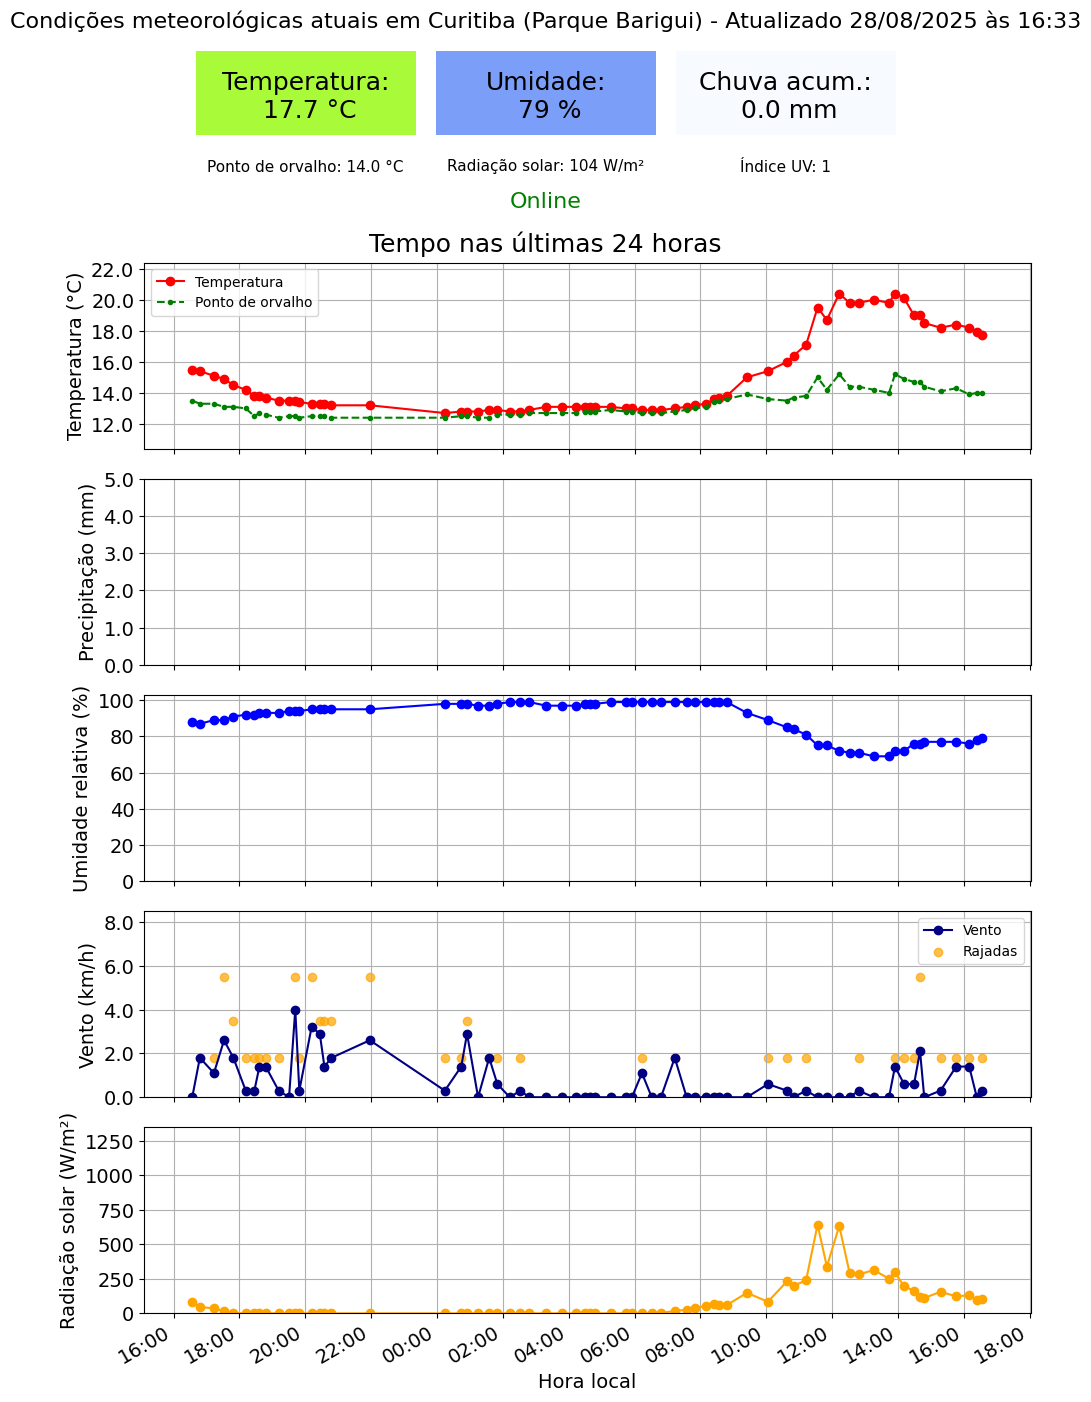 Condições meteorológicas atuais em Curitiba (Parque Barigui) - Atualizado 28/08/2025 às 16:33
Temperatura:
17.7 °C
Umidade:
79 %
Chuva acum.:
0.0 mm
Ponto de orvalho: 14.0 °C
Radiação solar: 104 W/m²
Índice UV: 1
Online
Tempo nas últimas 24 horas
Temperatura (°C)
22.0
20.0
18.0
16.0
14.0
12.0
Temperatura
Ponto de orvalho
Precipitação (mm)
5.0
4.0
3.0
2.0
1.0
0.0
Umidade relativa (%)
100
80
60
40
20
0
Vento (km/h)
8.0
6.0
4.0
2.0
0.0
Vento
Rajadas
Radiação solar (W/m²)
1250
1000
750
500
250
0
16:00
18:00
20:00
22:00
00:00
02:00
04:00
06:00
08:00
10:00
12:00
14:00
16:00
18:00
Hora local